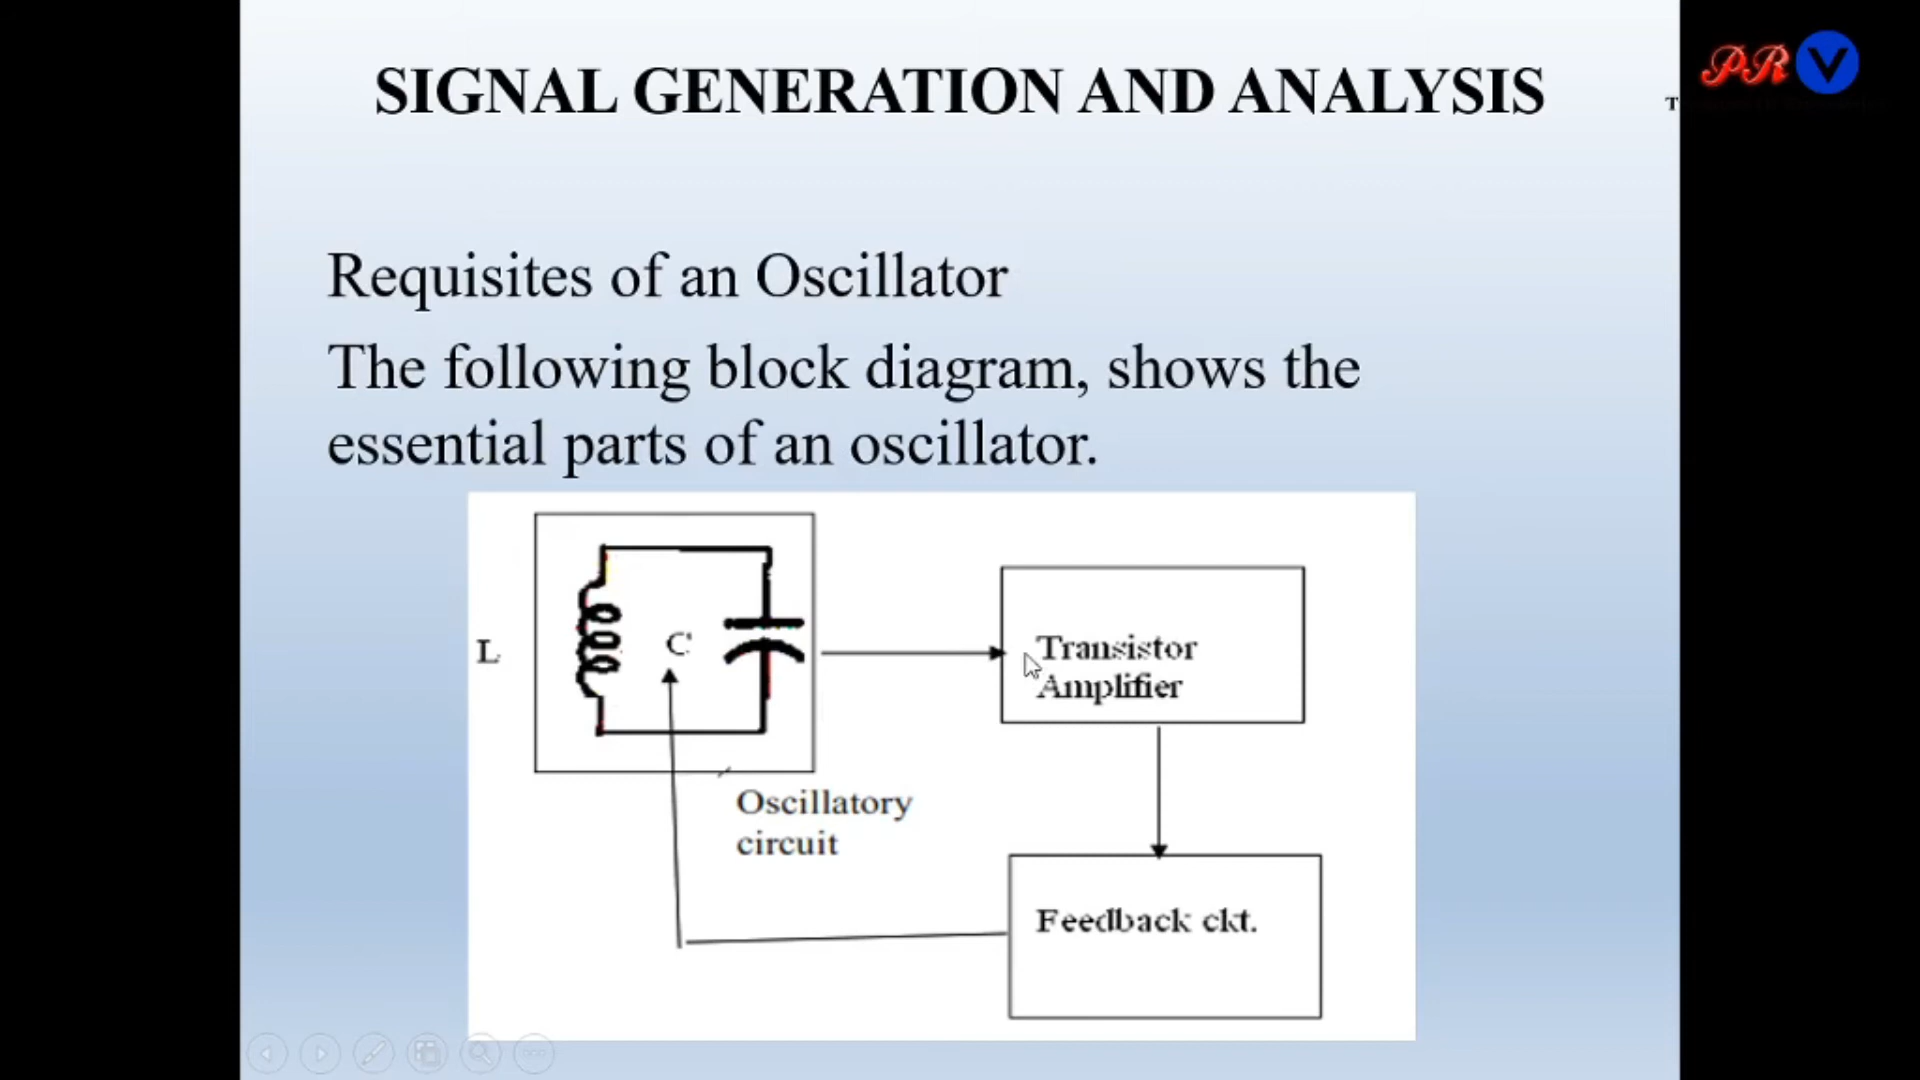 SIGNAL GENERATION AND ANALYSIS
PR V
T
Requisites of an Oscillator
The following block diagram, shows the
essential parts of an oscillator.
L
C
Transistor
Amplifier
Oscillatory
circuit
Feedback ckt.